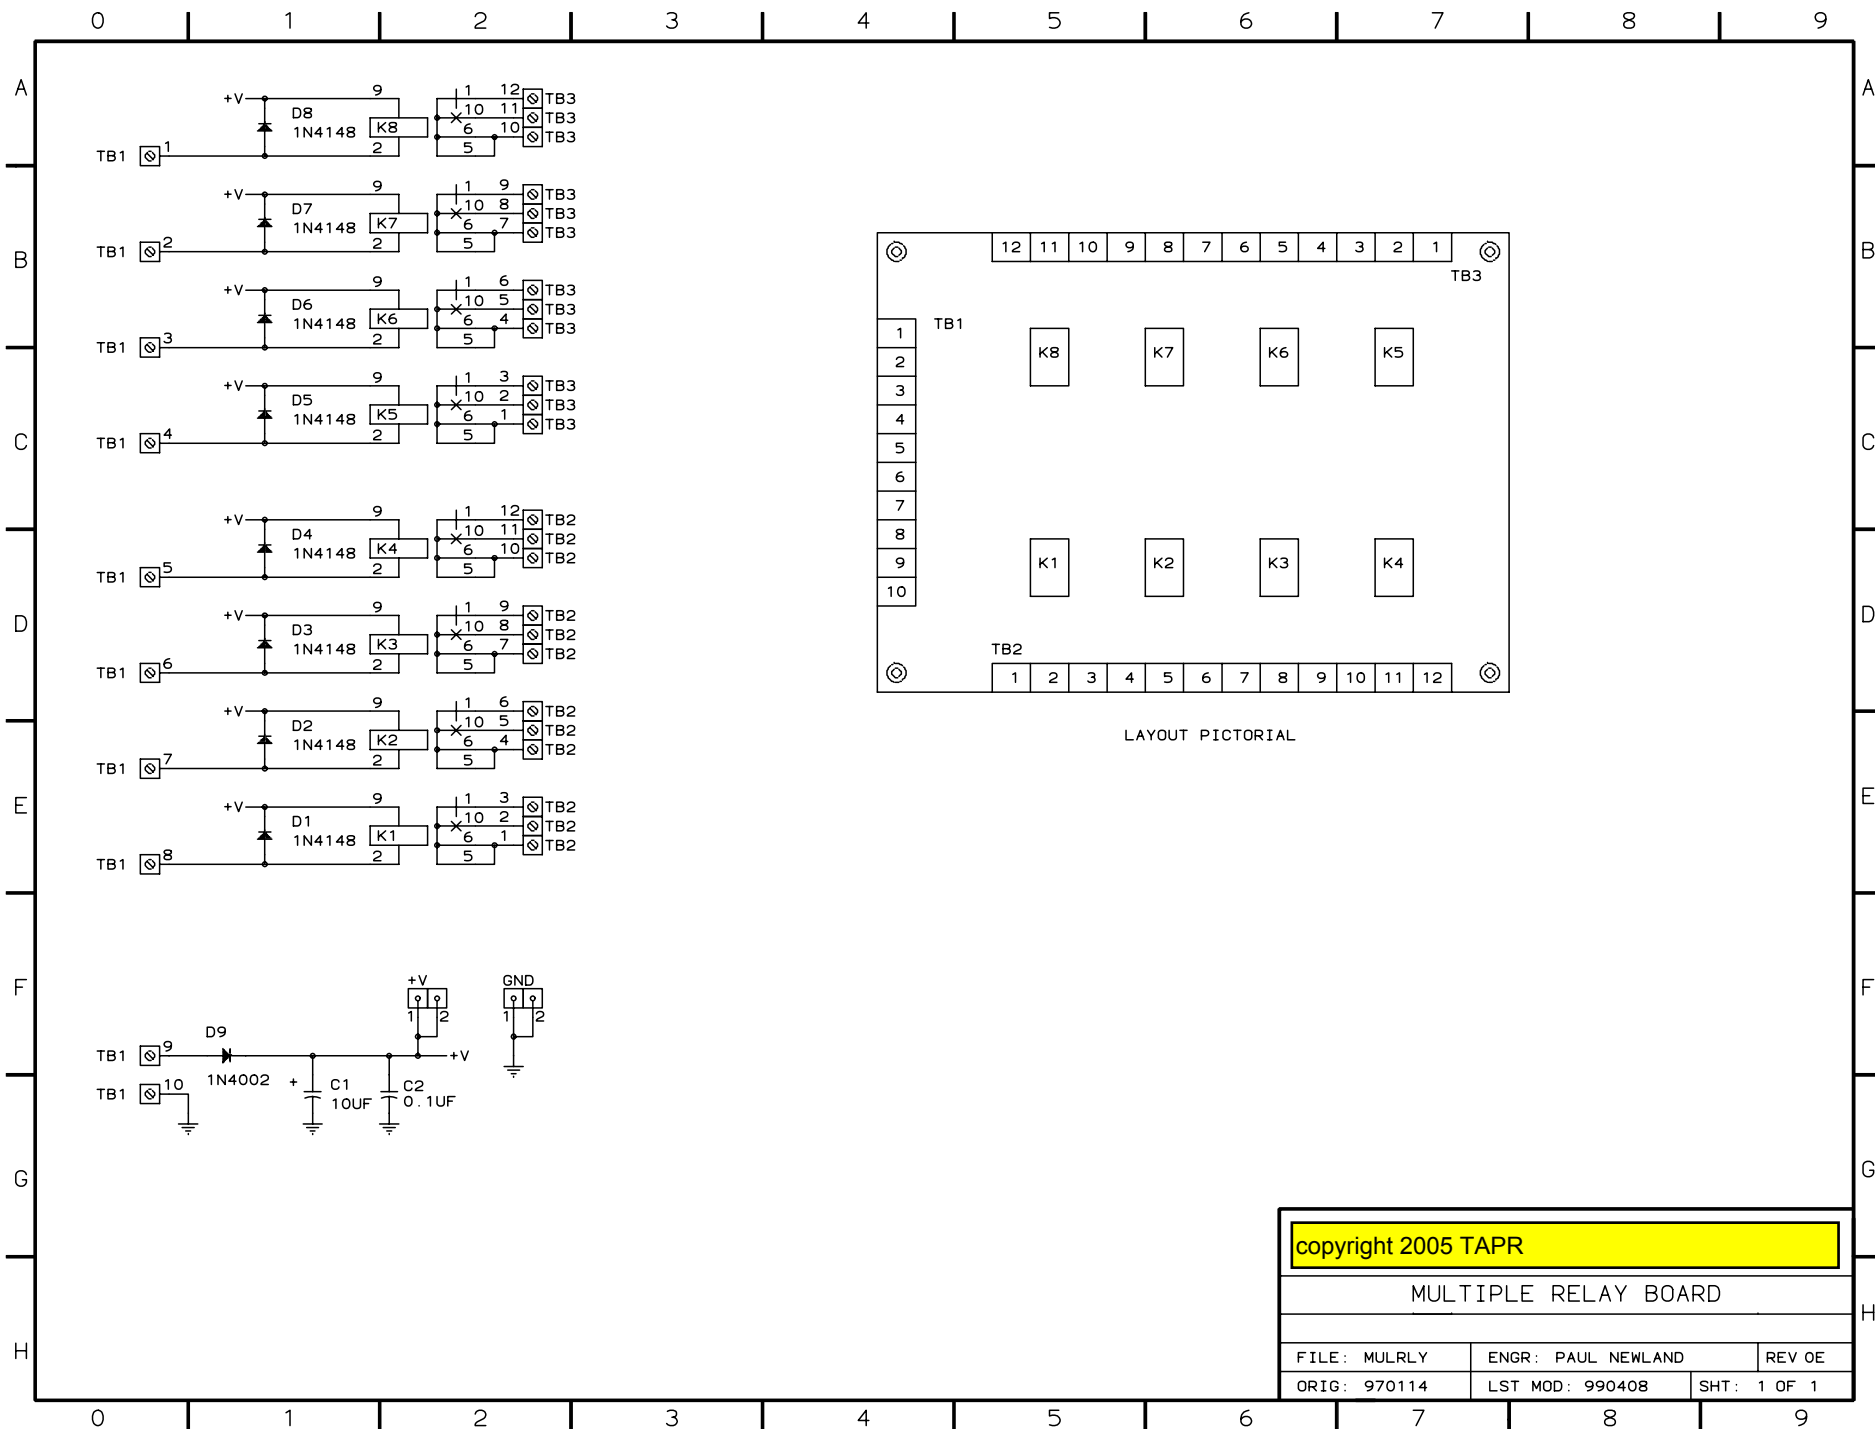 0 1 2 3 4 5 6 7 8 9
A A
+V 9 1 12 TB3
D8 10 11 TB3
1N4148 K8 6 10 TB3
TB1 1 2 5
+V 9 1 9 TB3
D7 10 8 TB3
1N4148 K7 6 7 TB3
TB1 2 2 5
B B
+V 9 1 6 TB3
D6 10 5 TB3
1N4148 K6 6 4 TB3
TB1 3 2 5
+V 9 1 3 TB3
D5 10 2 TB3
1N4148 K5 6 1 TB3
TB1 4 2 5
C C
+V 9 1 12 TB2
D4 10 11 TB2
1N4148 K4 6 10 TB2
TB1 5 2 5
+V 9 1 9 TB2
D3 10 8 TB2
1N4148 K3 6 7 TB2
TB1 6 2 5
D D
+V 9 1 6 TB2
D2 10 5 TB2
1N4148 K2 6 4 TB2
TB1 7 2 5
+V 9 1 3 TB2
D1 10 2 TB2
1N4148 K1 6 1 TB2
TB1 8 2 5
E E
12 11 10 9 8 7 6 5 4 3 2 1
TB3
TB1
1
2
3
4
5
6
7
8
9
10
K8 K7 K6 K5
K1 K2 K3 K4
TB2
1 2 3 4 5 6 7 8 9 10 11 12
LAYOUT PICTORIAL
F F
+V GND
1 2 1 2
D9
TB1 9 +V
1N4002 + C1 C2
TB1 10 10UF 0.1UF
G G
copyright 2005 TAPR
MULTIPLE RELAY BOARD
H H
FILE: MULRLY ENGR: PAUL NEWLAND REV 0E
ORIG: 970114 LST MOD: 990408 SHT: 1 OF 1
0 1 2 3 4 5 6 7 8 9